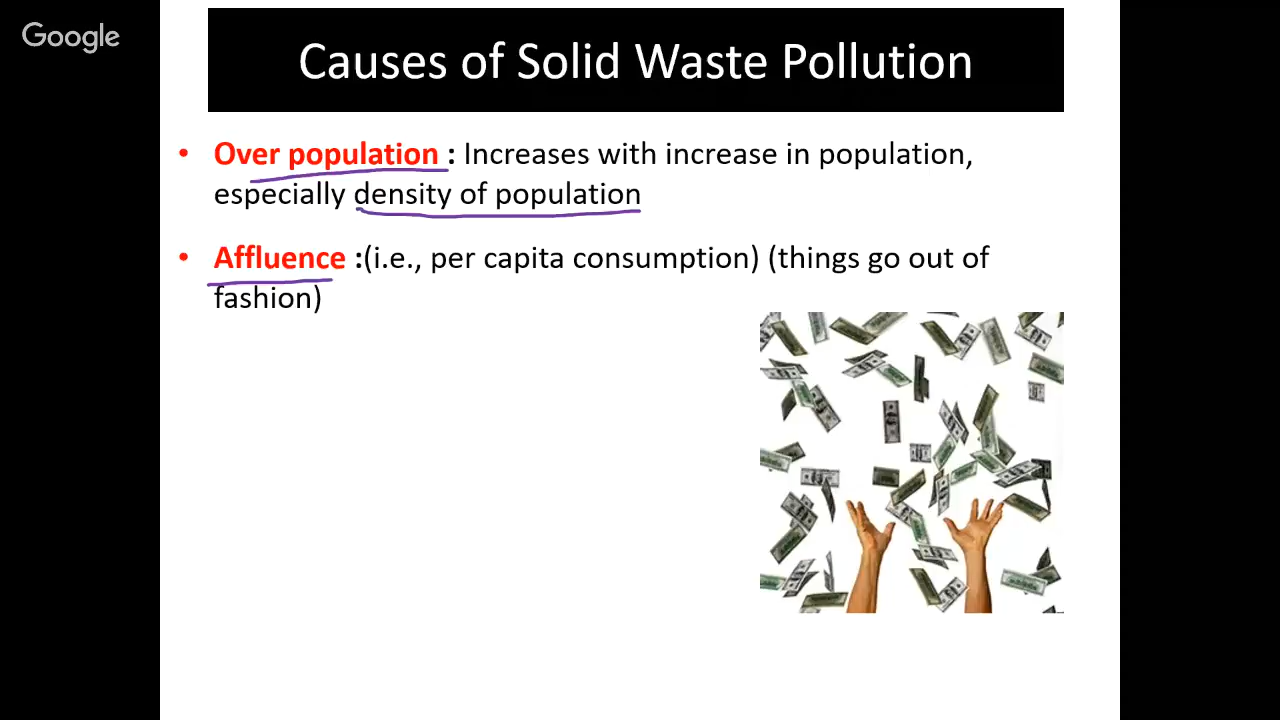 Google
Causes of Solid Waste Pollution
• Over population : Increases with increase in population,
especially density of population
• Affluence :(i.e., per capita consumption) (things go out of
fashion)